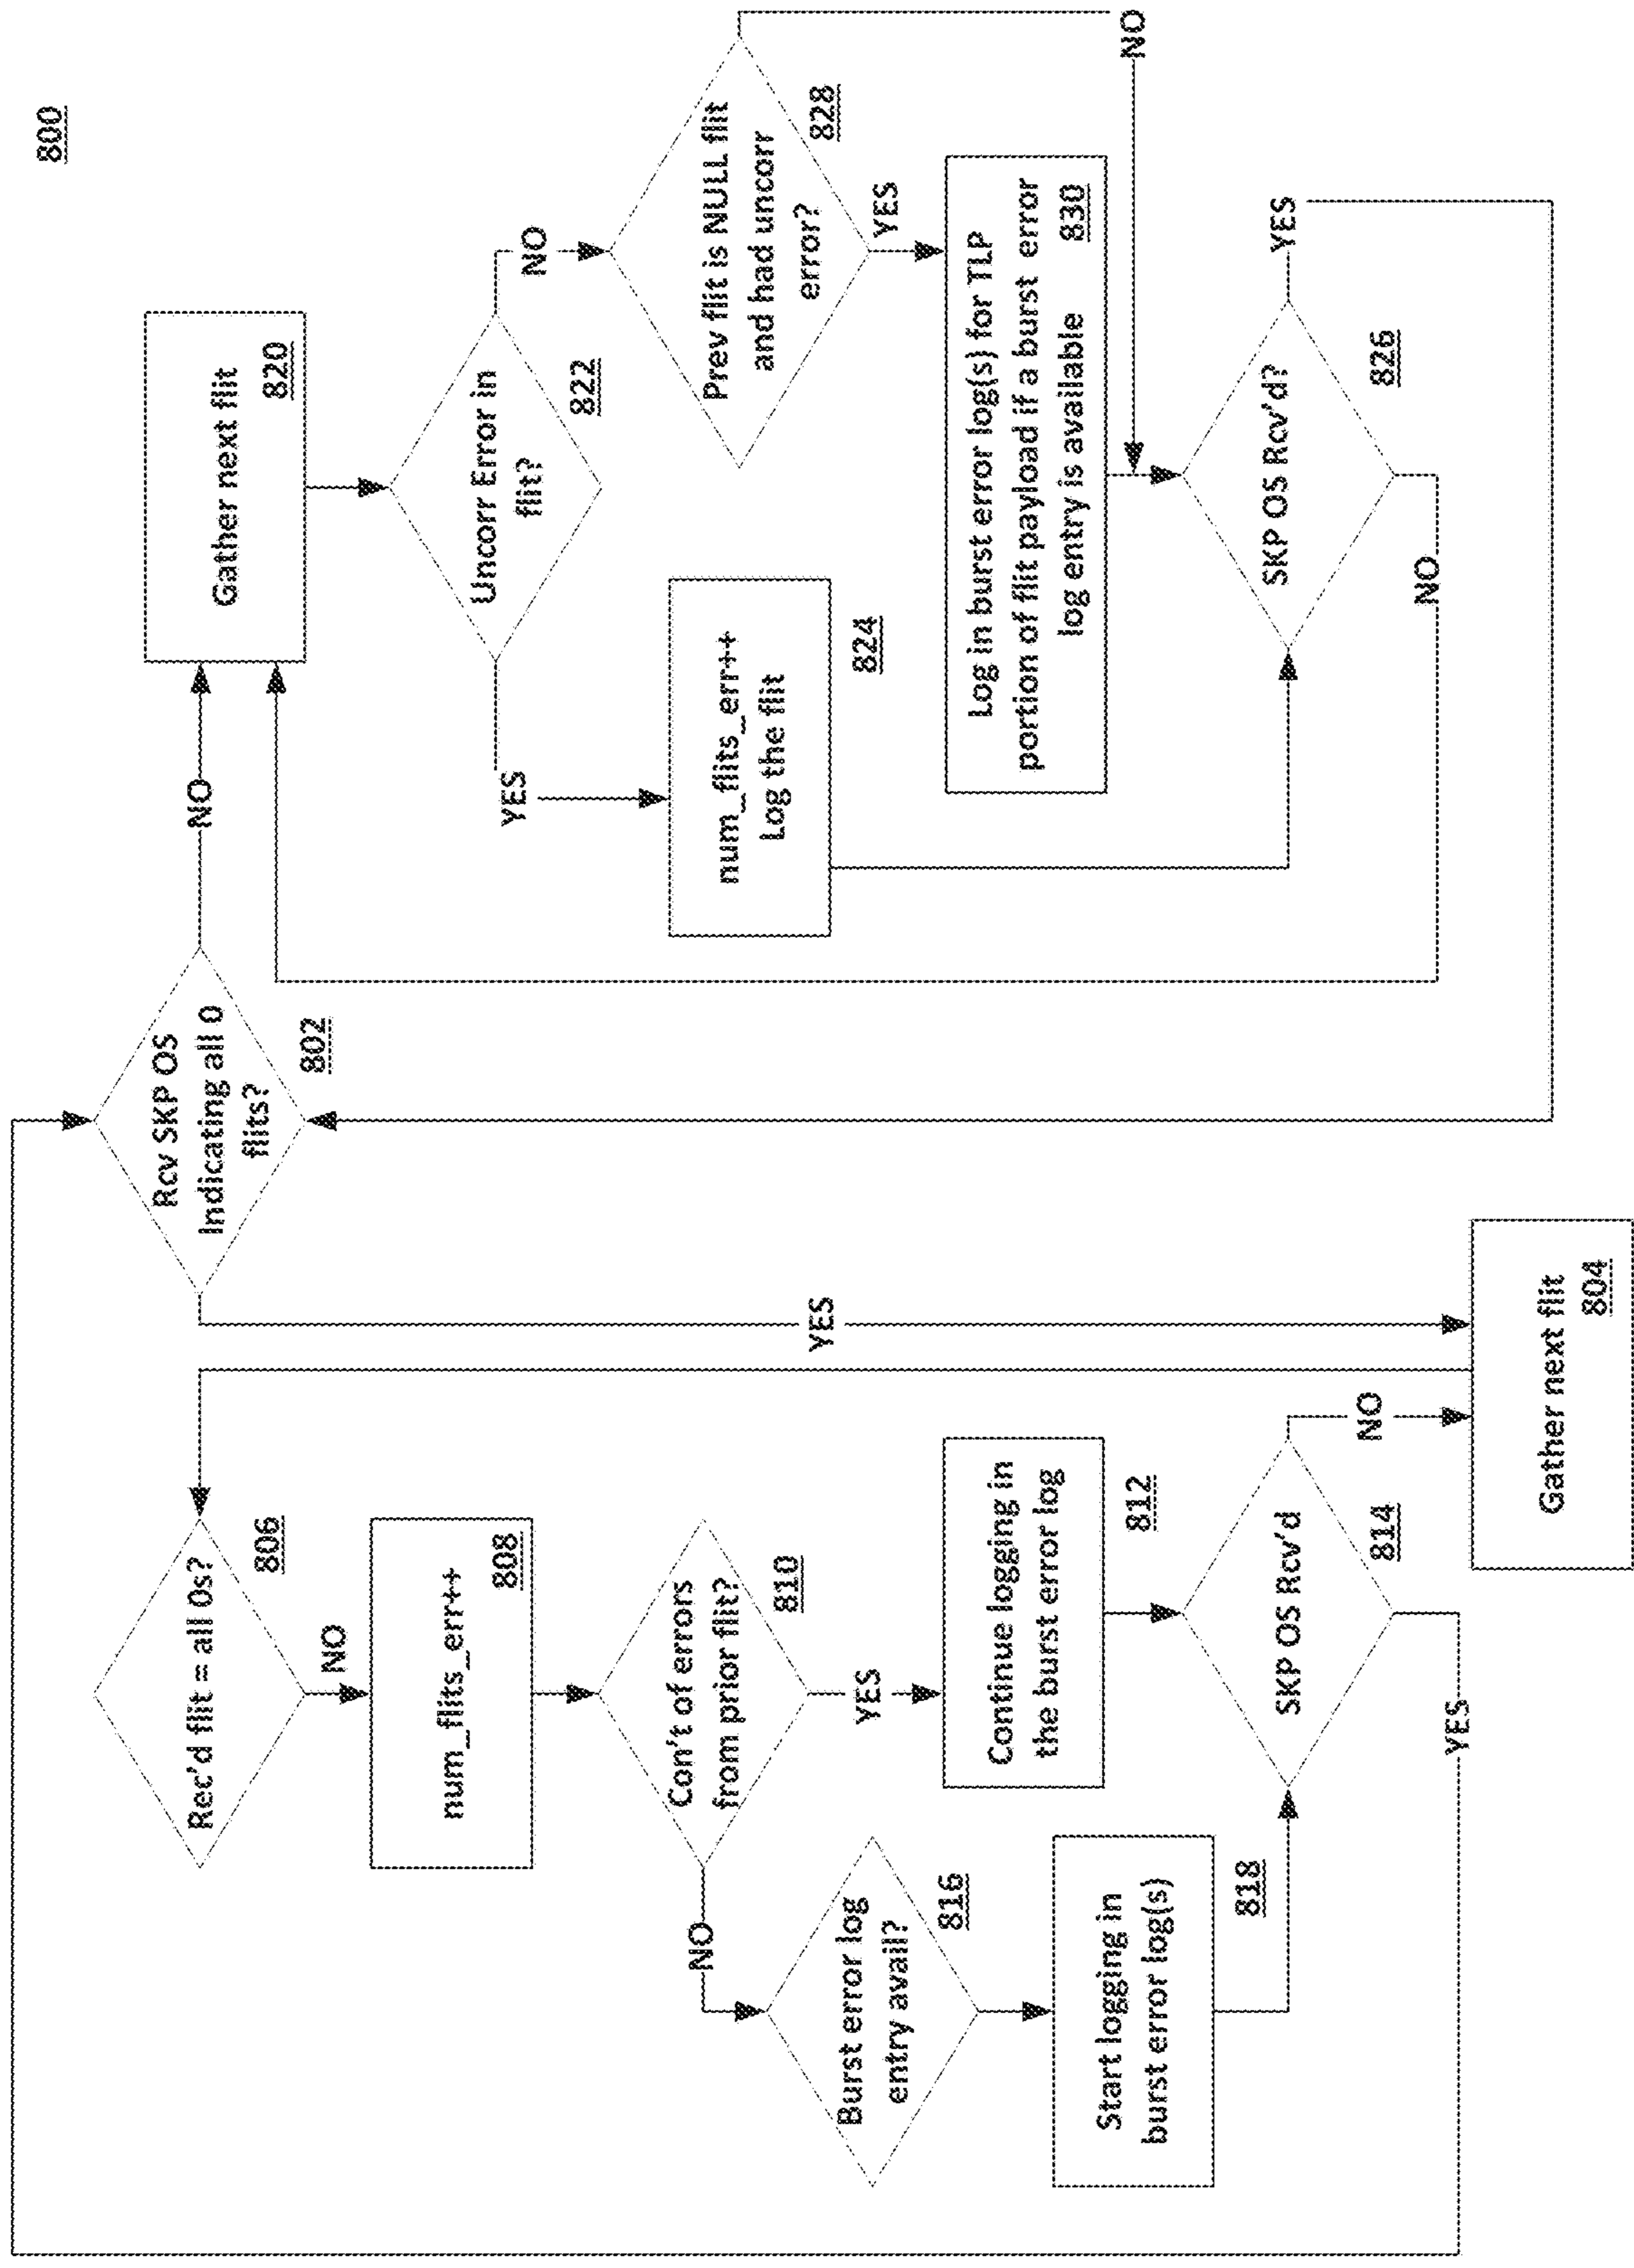 800
Rcv SKP OS
Indicating all 0
flits?
802
YES
NO
Gather next flit
804
Rec'd flit = all 0s?
806
NO
num_flits_err++
808
Con't of errors
from prior flit?
810
YES
NO
Continue logging in
the burst error log
812
SKP OS Rcv'd
814
NO
YES
Burst error log
entry avail?
816
Start logging in
burst error log(s)
818
Gather next flit
820
Uncorr Error in
flit?
822
YES
NO
num_flits_err++
Log the flit
824
Prev flit is NULL flit
and had uncorr
error?
828
YES
NO
Log in burst error log(s) for TLP
portion of flit payload if a burst error
log entry is available 830
SKP OS Rcv'd?
826
YES
NO